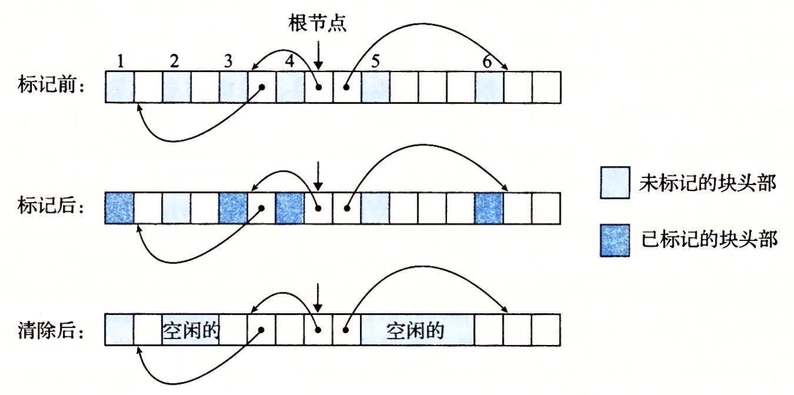 根节点
1 2 3 4 5 6
标记前：
标记后：
未标记的块头部
已标记的块头部
清除后：
空闲的 空闲的